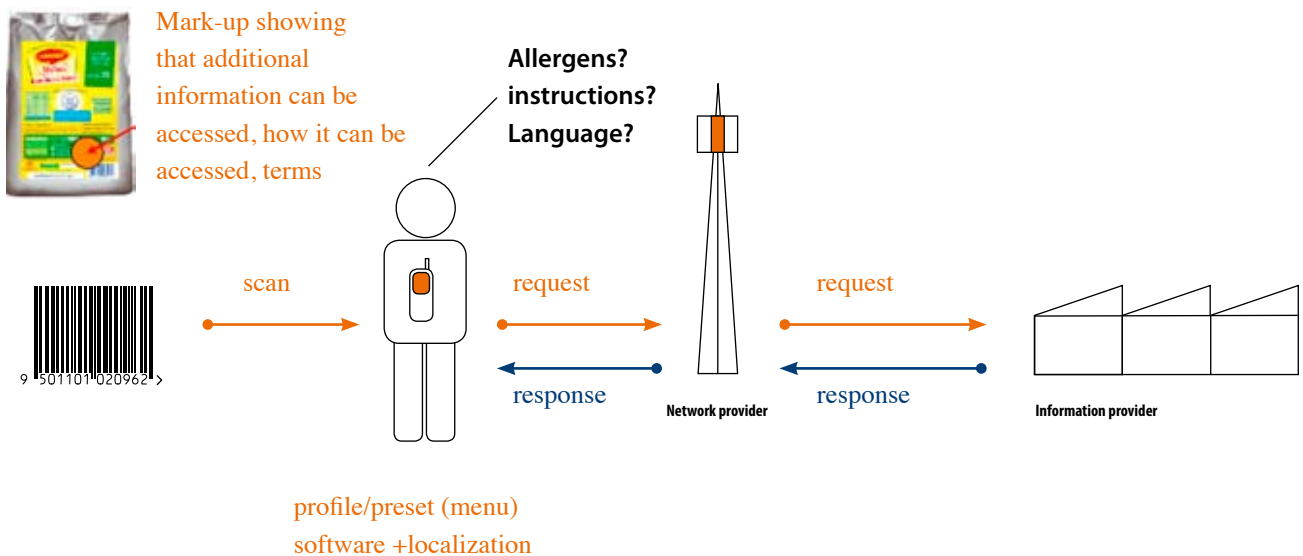 Mark-up showing
that additional
information can be
accessed, how it can be
accessed, terms
Allergens?
instructions?
Language?
scan
request
request
9 501101 020962 >
response
response
Network provider
Information provider
profile/preset (menu)
software +localization